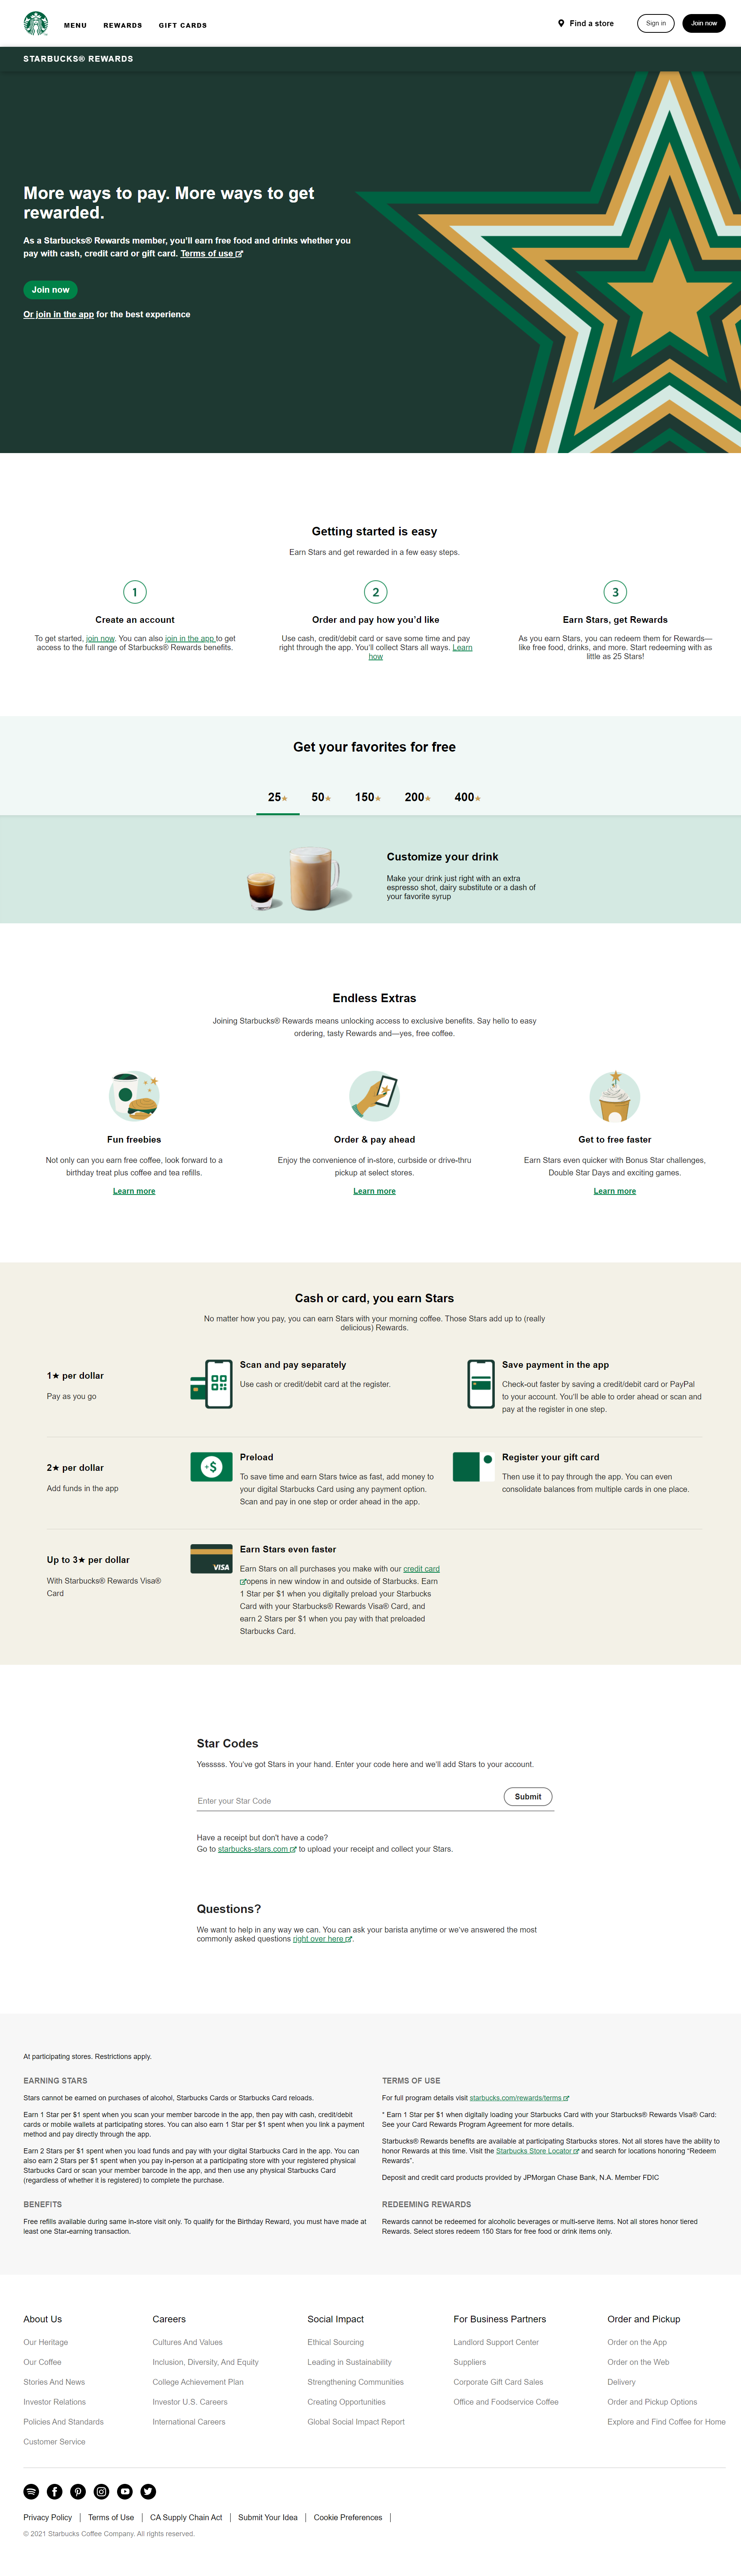 MENU
REWARDS
GIFT CARDS
Find a store
Sign in
Join now
STARBUCKS® REWARDS
More ways to pay. More ways to get
rewarded.
As a Starbucks® Rewards member, you'll earn free food and drinks whether you
pay with cash, credit card or gift card. Terms of use
Join now
Or join in the app for the best experience
Getting started is easy
Earn Stars and get rewarded in a few easy steps.
1
Create an account
To get started, join now. You can also join in the app to get
access to the full range of Starbucks® Rewards benefits.
2
Order and pay how you'd like
Use cash, credit/debit card or save some time and pay
right through the app. You'll collect Stars all ways. Learn
how
3
Earn Stars, get Rewards
As you earn Stars, you can redeem them for Rewards—
like free food, drinks, and more. Start redeeming with as
little as 25 Stars!
Get your favorites for free
25★ 50★ 150★ 200★ 400★
Customize your drink
Make your drink just right with an extra
espresso shot, dairy substitute or a dash of
your favorite syrup
Endless Extras
Joining Starbucks® Rewards means unlocking access to exclusive benefits. Say hello to easy
ordering, tasty Rewards and—yes, free coffee.
Fun freebies
Not only can you earn free coffee, look forward to a
birthday treat plus coffee and tea refills.
Learn more
Order & pay ahead
Enjoy the convenience of in-store, curbside or drive-thru
pickup at select stores.
Learn more
Get to free faster
Earn Stars even quicker with Bonus Star challenges,
Double Star Days and exciting games.
Learn more
Cash or card, you earn Stars
No matter how you pay, you can earn Stars with your morning coffee. Those Stars add up to (really
delicious) Rewards.
1★ per dollar
Pay as you go
Scan and pay separately
Use cash or credit/debit card at the register.
Save payment in the app
Check-out faster by saving a credit/debit card or PayPal
to your account. You'll be able to order ahead or scan and
pay at the register in one step.
2★ per dollar
Add funds in the app
+$
Preload
To save time and earn Stars twice as fast, add money to
your digital Starbucks Card using any payment option.
Scan and pay in one step or order ahead in the app.
Register your gift card
Then use it to pay through the app. You can even
consolidate balances from multiple cards in one place.
Up to 3★ per dollar
With Starbucks® Rewards Visa®
Card
VISA
Earn Stars even faster
Earn Stars on all purchases you make with our credit card
opens in new window in and outside of Starbucks. Earn
1 Star per $1 when you digitally preload your Starbucks
Card with your Starbucks® Rewards Visa® Card, and
earn 2 Stars per $1 when you pay with that preloaded
Starbucks Card.
Star Codes
Yesssss. You've got Stars in your hand. Enter your code here and we'll add Stars to your account.
Enter your Star Code
Submit
Have a receipt but don't have a code?
Go to starbucks-stars.com to upload your receipt and collect your Stars.
Questions?
We want to help in any way we can. You can ask your barista anytime or we've answered the most
commonly asked questions right over here.
At participating stores. Restrictions apply.
EARNING STARS
Stars cannot be earned on purchases of alcohol, Starbucks Cards or Starbucks Card reloads.
Earn 1 Star per $1 spent when you scan your member barcode in the app, then pay with cash, credit/debit
cards or mobile wallets at participating stores. You can also earn 1 Star per $1 spent when you link a payment
method and pay directly through the app.
Earn 2 Stars per $1 spent when you load funds and pay with your digital Starbucks Card in the app. You can
also earn 2 Stars per $1 spent when you pay in-person at a participating store with your registered physical
Starbucks Card or scan your member barcode in the app, and then use any physical Starbucks Card
(regardless of whether it is registered) to complete the purchase.
BENEFITS
Free refills available during same in-store visit only. To qualify for the Birthday Reward, you must have made at
least one Star-earning transaction.
TERMS OF USE
For full program details visit starbucks.com/rewards/terms
* Earn 1 Star per $1 when digitally loading your Starbucks Card with your Starbucks® Rewards Visa® Card:
See your Card Rewards Program Agreement for more details.
Starbucks® Rewards benefits are available at participating Starbucks stores. Not all stores have the ability to
honor Rewards at this time. Visit the Starbucks Store Locator and search for locations honoring "Redeem
Rewards".
Deposit and credit card products provided by JPMorgan Chase Bank, N.A. Member FDIC
REDEEMING REWARDS
Rewards cannot be redeemed for alcoholic beverages or multi-serve items. Not all stores honor tiered
Rewards. Select stores redeem 150 Stars for free food or drink items only.
About Us
Our Heritage
Our Coffee
Stories And News
Investor Relations
Policies And Standards
Customer Service
Careers
Cultures And Values
Inclusion, Diversity, And Equity
College Achievement Plan
Investor U.S. Careers
International Careers
Social Impact
Ethical Sourcing
Leading in Sustainability
Strengthening Communities
Creating Opportunities
Global Social Impact Report
For Business Partners
Landlord Support Center
Suppliers
Corporate Gift Card Sales
Office and Foodservice Coffee
Order and Pickup
Order on the App
Order on the Web
Delivery
Order and Pickup Options
Explore and Find Coffee for Home
Privacy Policy | Terms of Use | CA Supply Chain Act | Submit Your Idea | Cookie Preferences |
© 2021 Starbucks Coffee Company. All rights reserved.